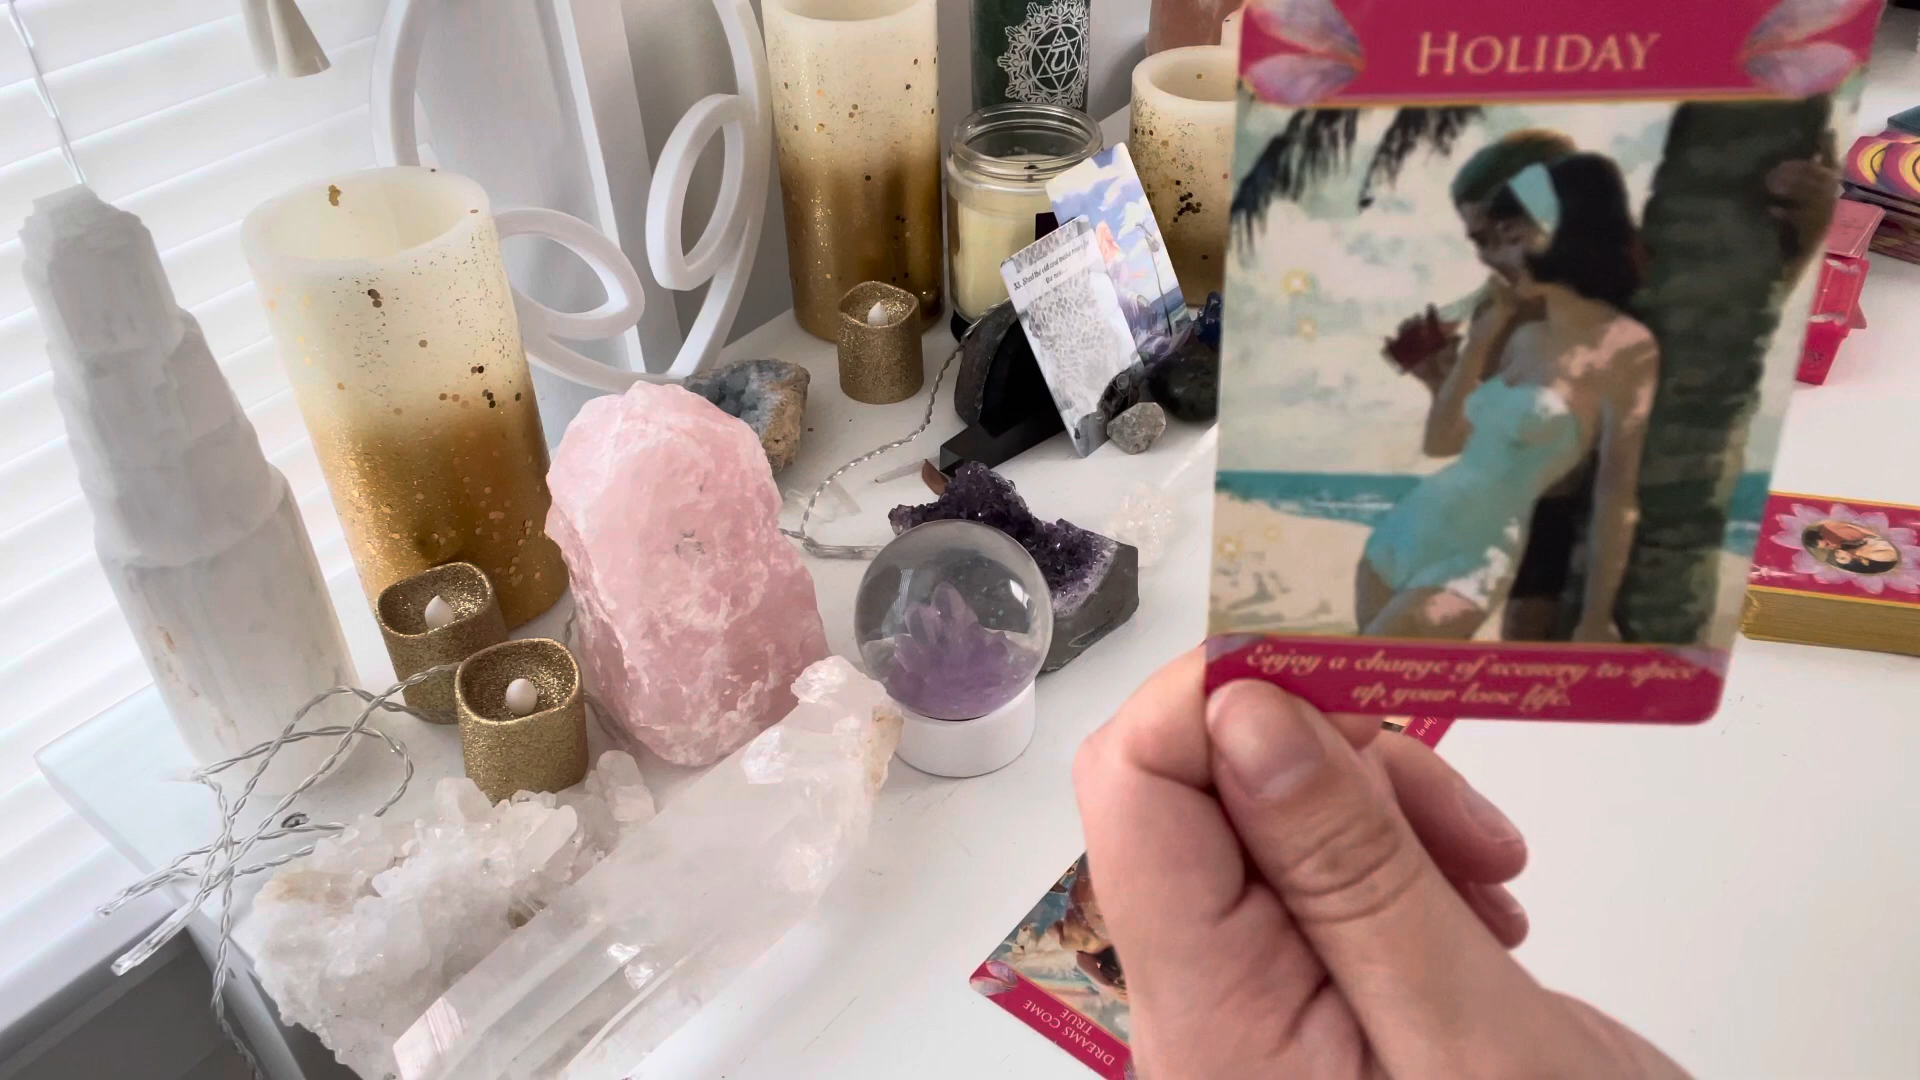 HOLIDAY
Enjoy a change of scenery to spice
up your love life.
DREAMS COME
TRUE